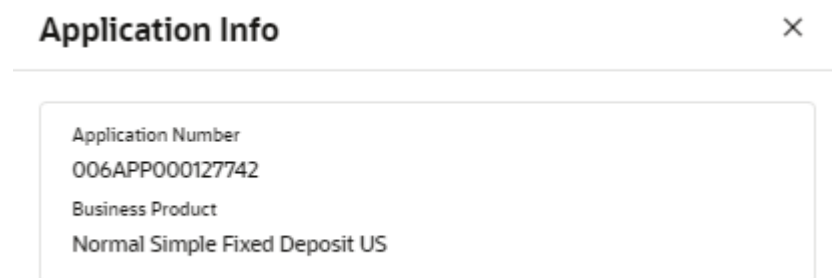 Application Info
Application Number
006APP000127742
Business Product
Normal Simple Fixed Deposit US